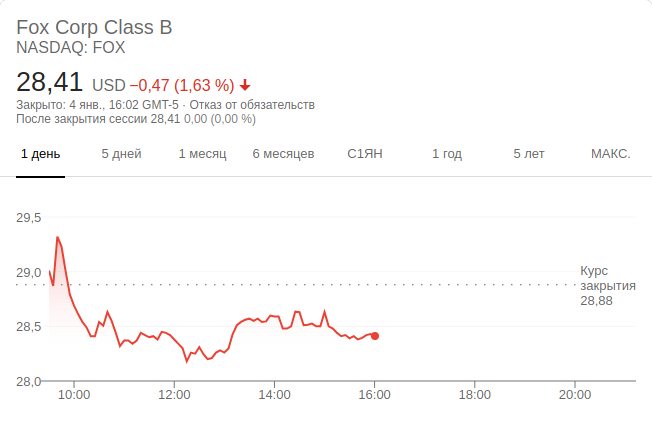 Fox Corp Class B
NASDAQ: FOX
28,41 USD −0,47 (1,63 %)
Закрыто: 4 янв., 16:02 GMT-5 · Отказ от обязательств
После закрытия сессии 28,41 0,00 (0,00 %)
1 день 5 дней 1 месяц 6 месяцев С1ЯН 1 год 5 лет МАКС.
29,5
29,0
Курс
закрытия
28,88
28,5
28,0
10:00 12:00 14:00 16:00 18:00 20:00